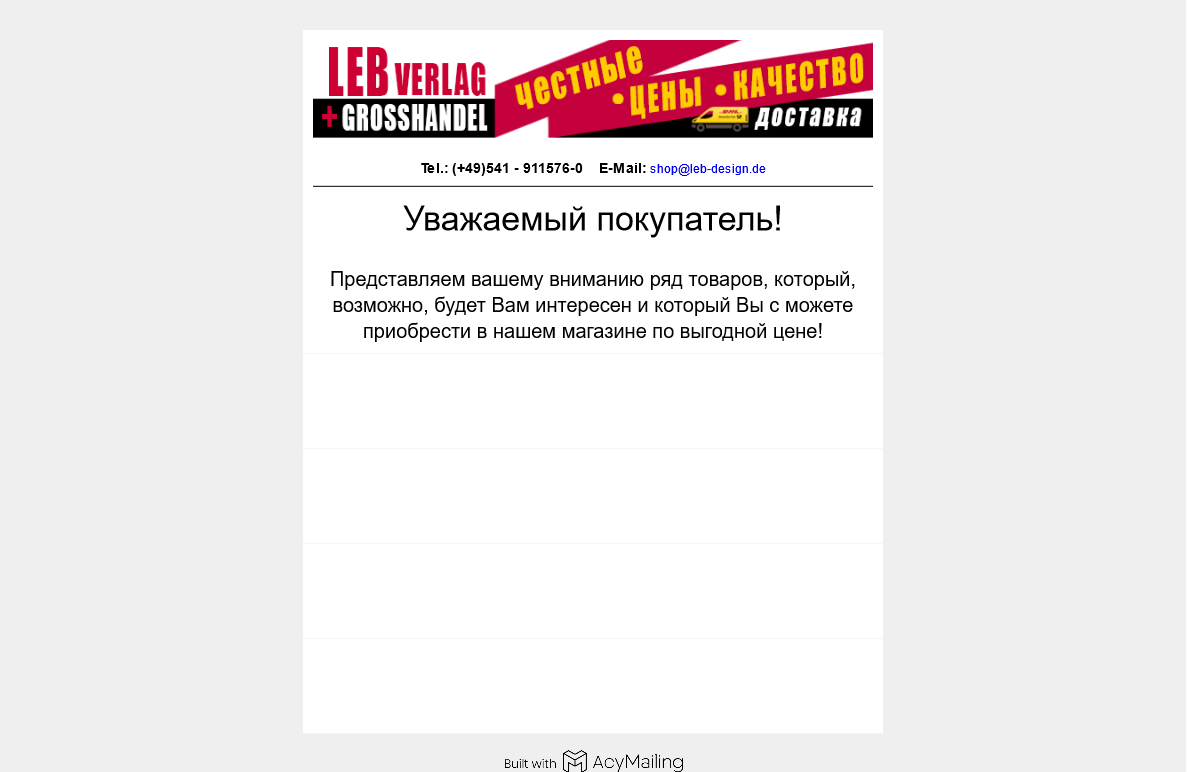 LEB VERLAG
+ GROSSHANDEL
честные
• ЦЕНЫ • КАЧЕСТВО
доставка
Tel.: (+49)541 - 911576-0 E-Mail: shop@leb-design.de
Уважаемый покупатель!
Представляем вашему вниманию ряд товаров, который,
возможно, будет Вам интересен и который Вы с можете
приобрести в нашем магазине по выгодной цене!
Built with AcyMailing